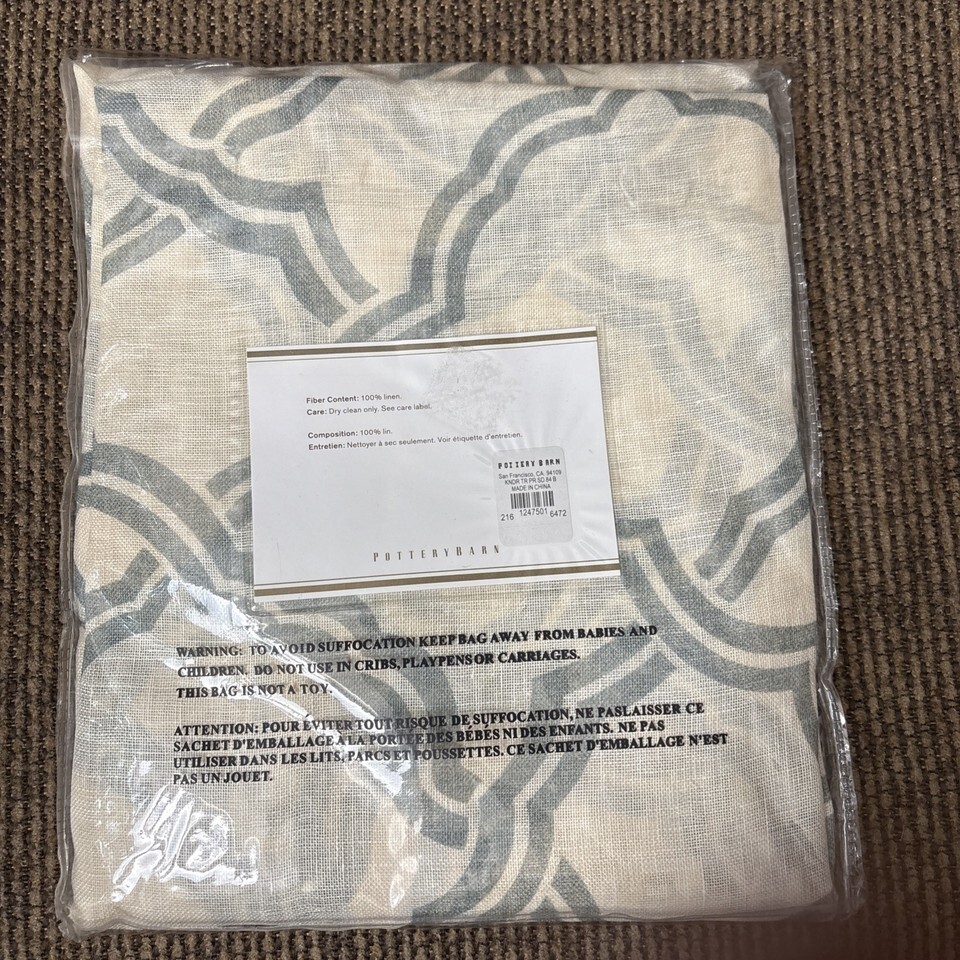 Fiber Content: 100% linen.
Care: Dry clean only. See care label.
Composition: 100% lin.
Entretien: Nettoyer à sec seulement. Voir étiquette d'entretien.
POTTERY BARN
San Francisco, CA. 94109
KNDR TR PR SD 84 B
MADE IN CHINA
216 1247501 6472
POTTERYBARN
WARNING: TO AVOID SUFFOCATION KEEP BAG AWAY FROM BABIES AND
CHILDREN. DO NOT USE IN CRIBS, PLAYPENS OR CARRIAGES.
THIS BAG IS NOT A TOY.
ATTENTION: POUR ÉVITER TOUT RISQUE DE SUFFOCATION, NE PAS LAISSER CE
SACHET D'EMBALLAGE A LA PORTÉE DES BÉBÉS NI DES ENFANTS. NE PAS
UTILISER DANS LES LITS, PARCS ET POUSSETTES. CE SACHET D'EMBALLAGE N'EST
PAS UN JOUET.